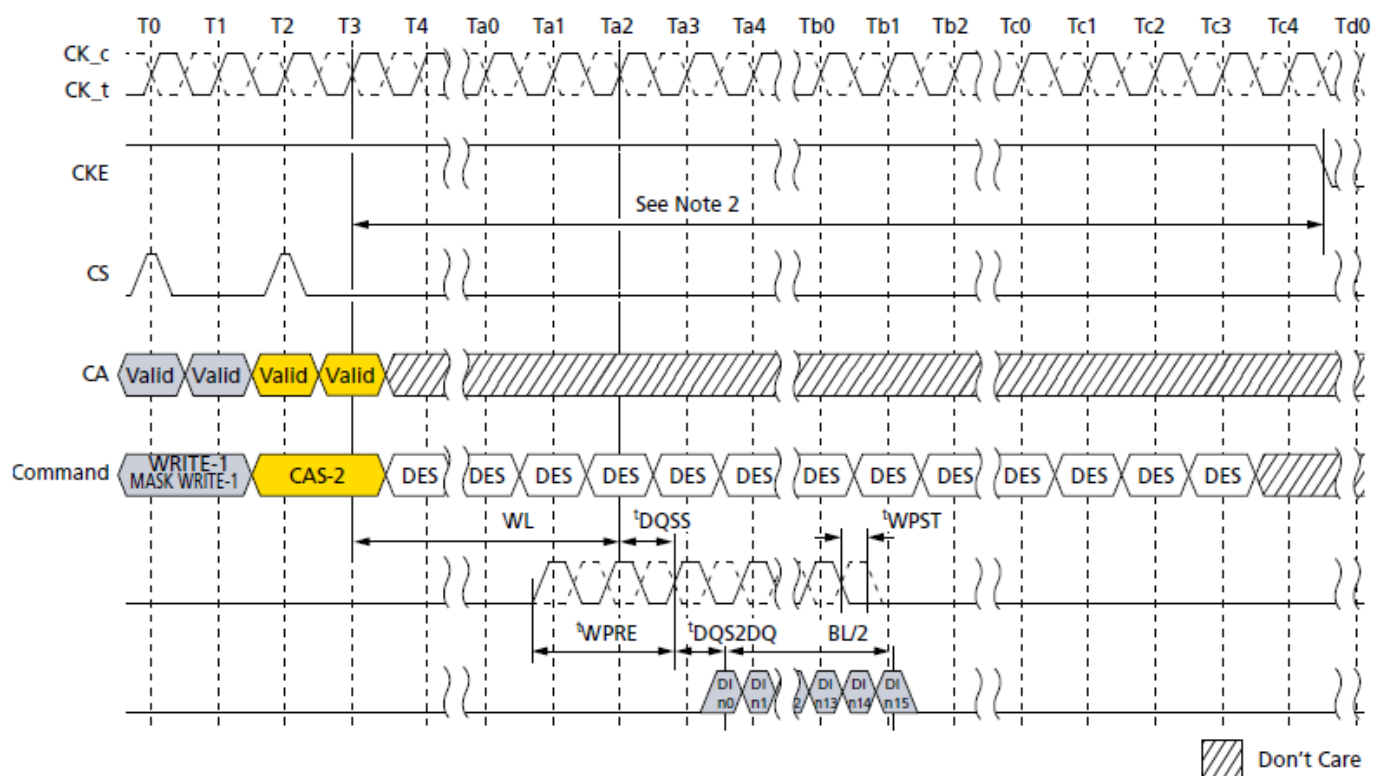 T0 T1 T2 T3 T4 Ta0 Ta1 Ta2 Ta3 Ta4 Tb0 Tb1 Tb2 Tc0 Tc1 Tc2 Tc3 Tc4 Td0
CK_c
CK_t
CKE
See Note 2
CS
CA Valid Valid Valid Valid
Command WRITE-1 MASK WRITE-1 CAS-2 DES DES DES DES DES DES DES DES DES DES DES DES DES
WL tDQSS tWPST
tWPRE tDQS2DQ BL/2
DI n0 DI n1 2 DI n13 DI n14 DI n15
Don't Care